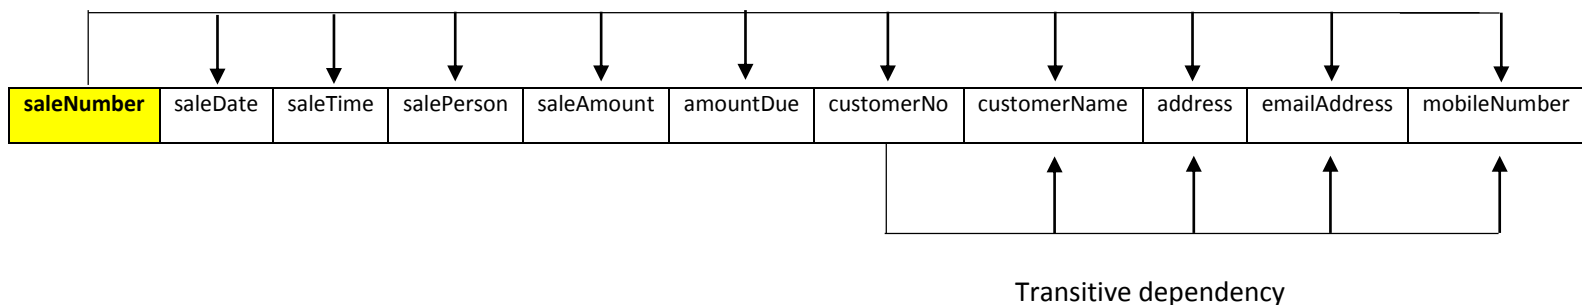 saleNumber saleDate saleTime salePerson saleAmount amountDue customerNo customerName address emailAddress mobileNumber
Transitive dependency